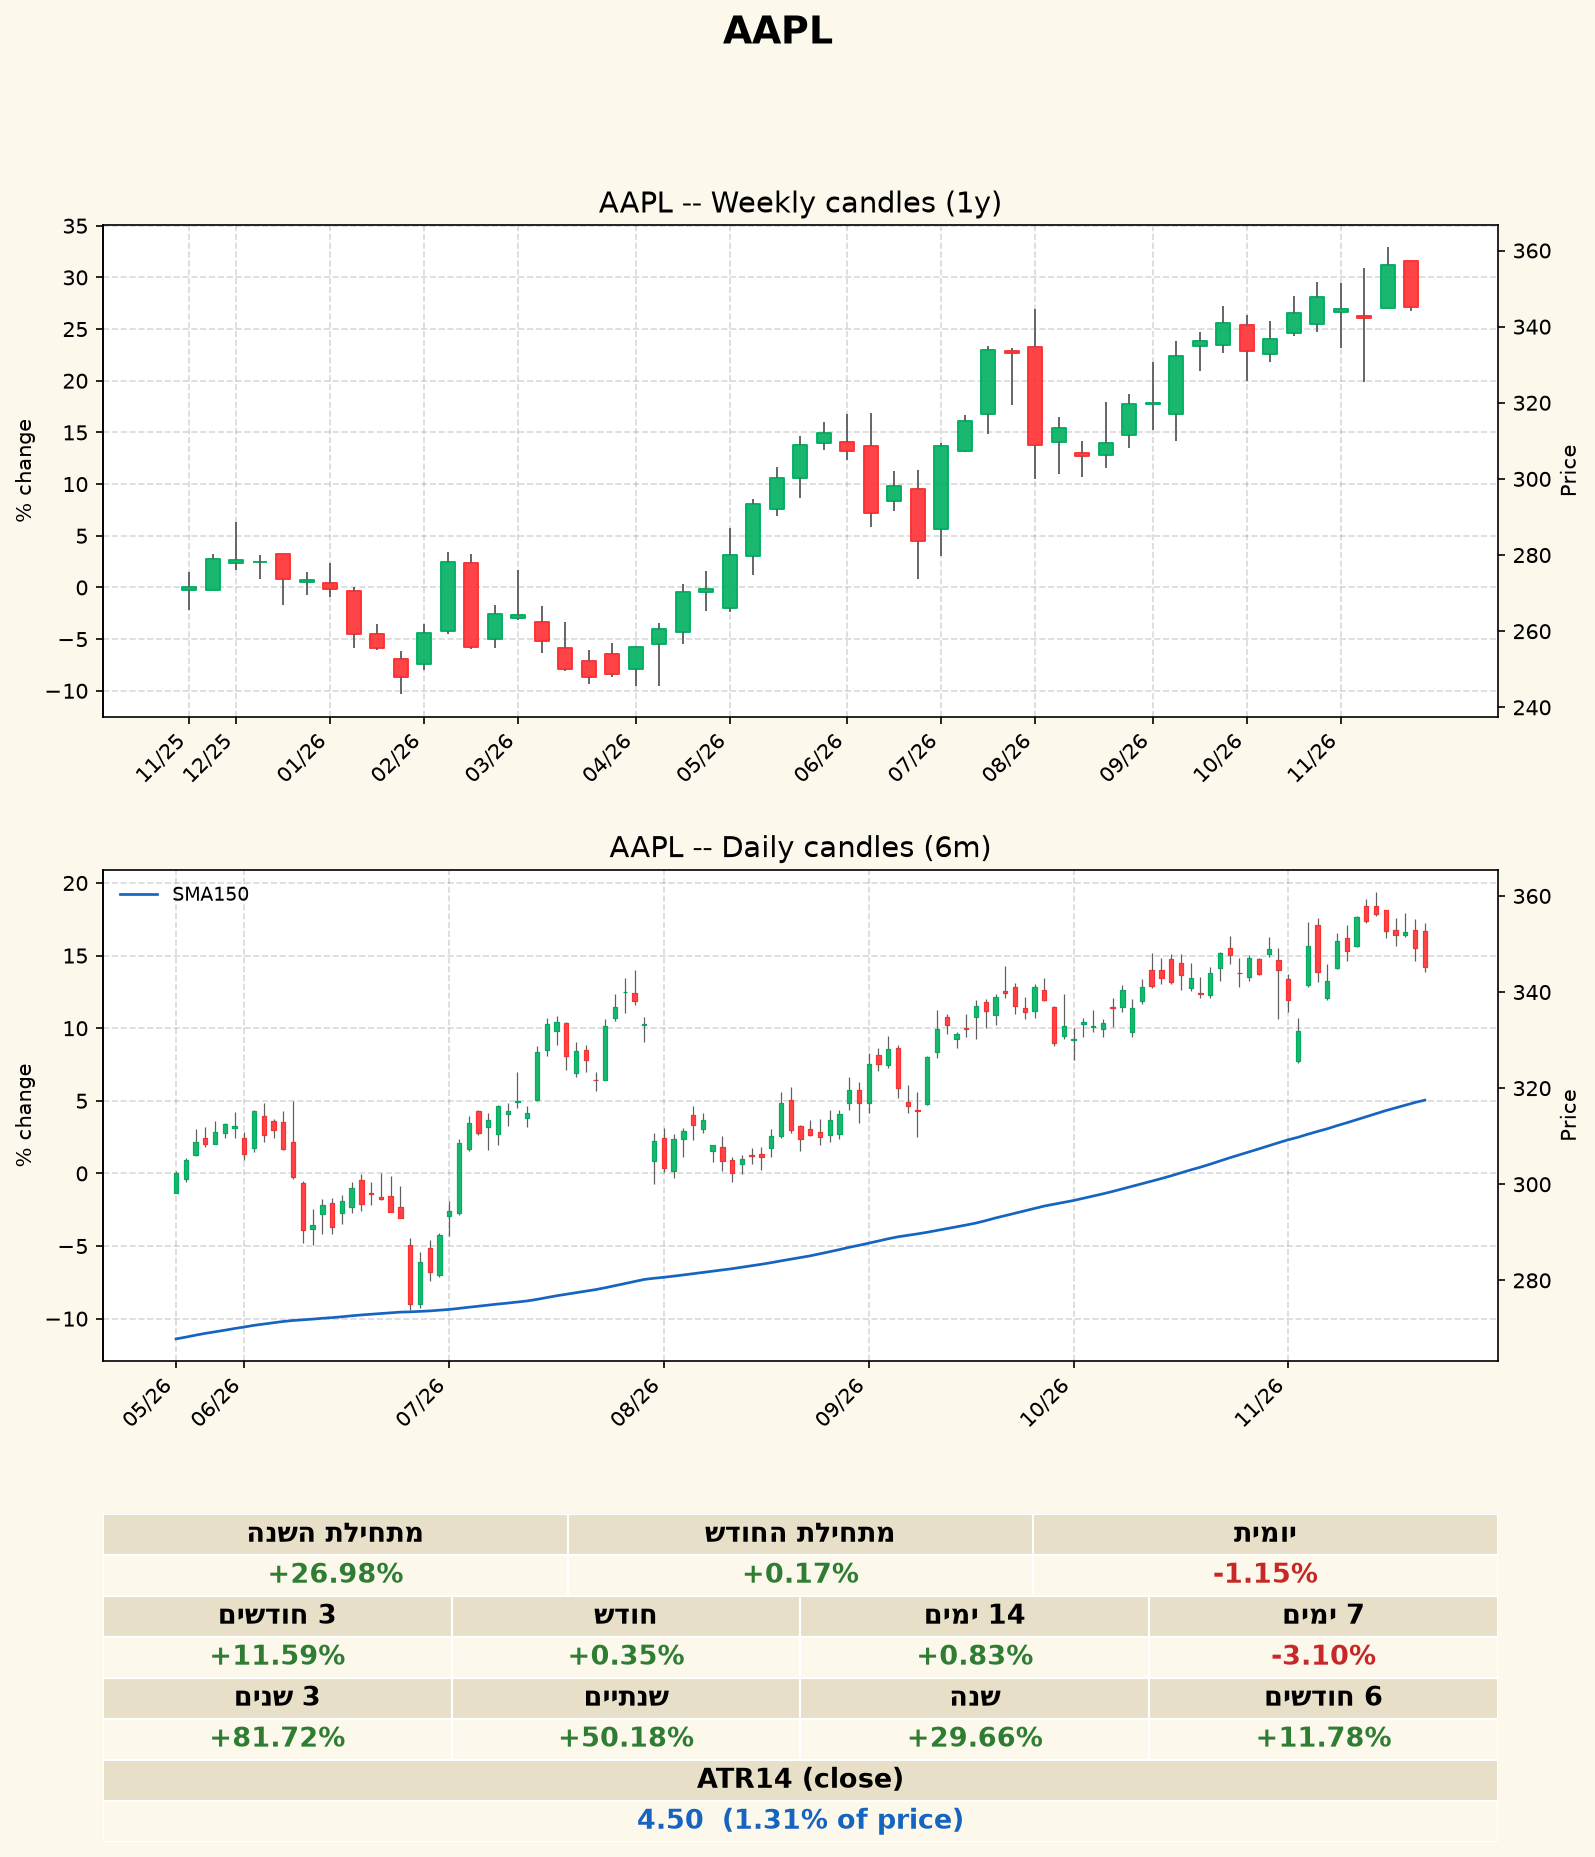 AAPL
AAPL -- Weekly candles (1y)
35
30
25
20
15
10
5
0
−5
−10
% change
360
340
320
300
280
260
240
Price
11/25 12/25 01/26 02/26 03/26 04/26 05/26 06/26 07/26 08/26 09/26 10/26 11/26
AAPL -- Daily candles (6m)
SMA150
20
15
10
5
0
−5
−10
% change
360
340
320
300
280
Price
05/26 06/26 07/26 08/26 09/26 10/26 11/26
יומית מתחילת החודש מתחילת השנה
-1.15% +0.17% +26.98%
7 ימים 14 ימים חודש 3 חודשים
-3.10% +0.83% +0.35% +11.59%
6 חודשים שנה שנתיים 3 שנים
+11.78% +29.66% +50.18% +81.72%
ATR14 (close)
4.50 (1.31% of price)